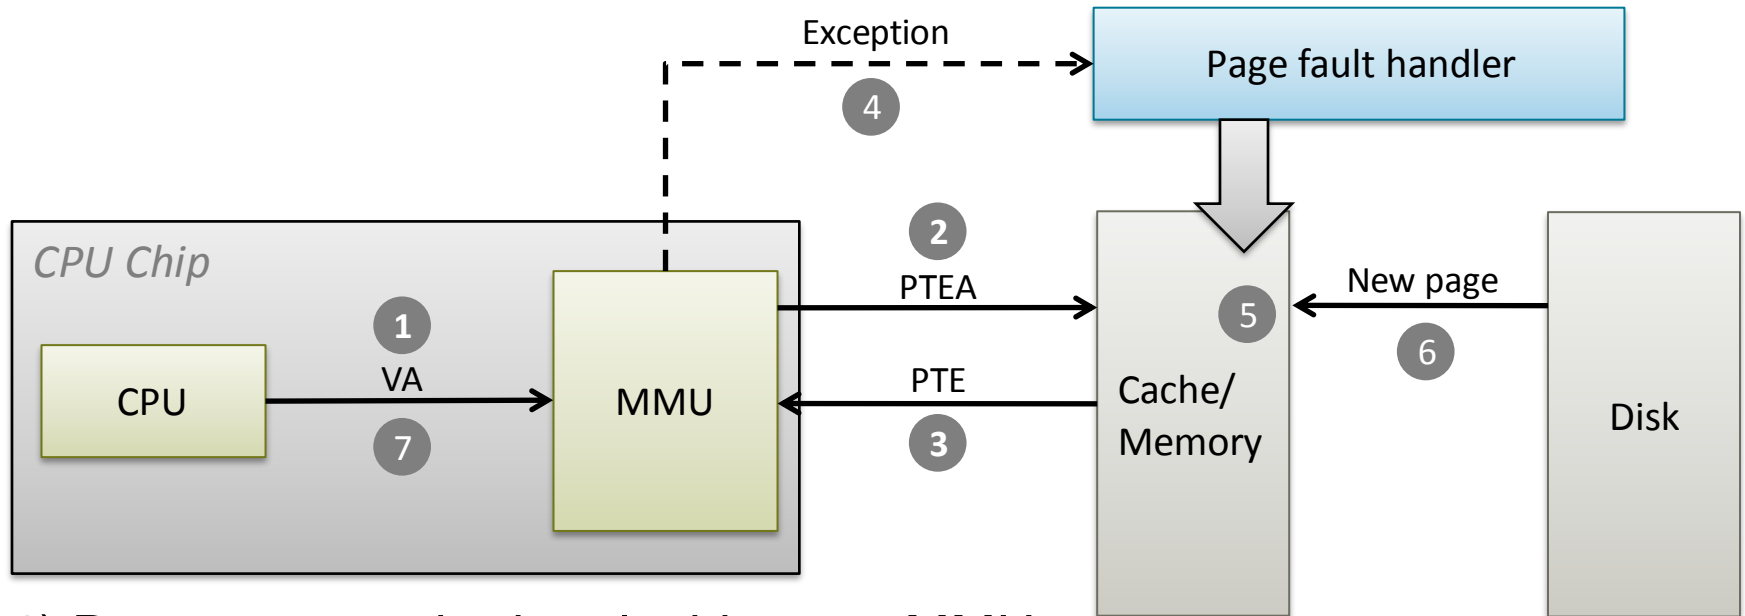 Exception
Page fault handler
4
CPU Chip
2
PTEA
New page
1
5
6
VA
CPU
MMU
PTE
Cache/
Memory
Disk
7
3